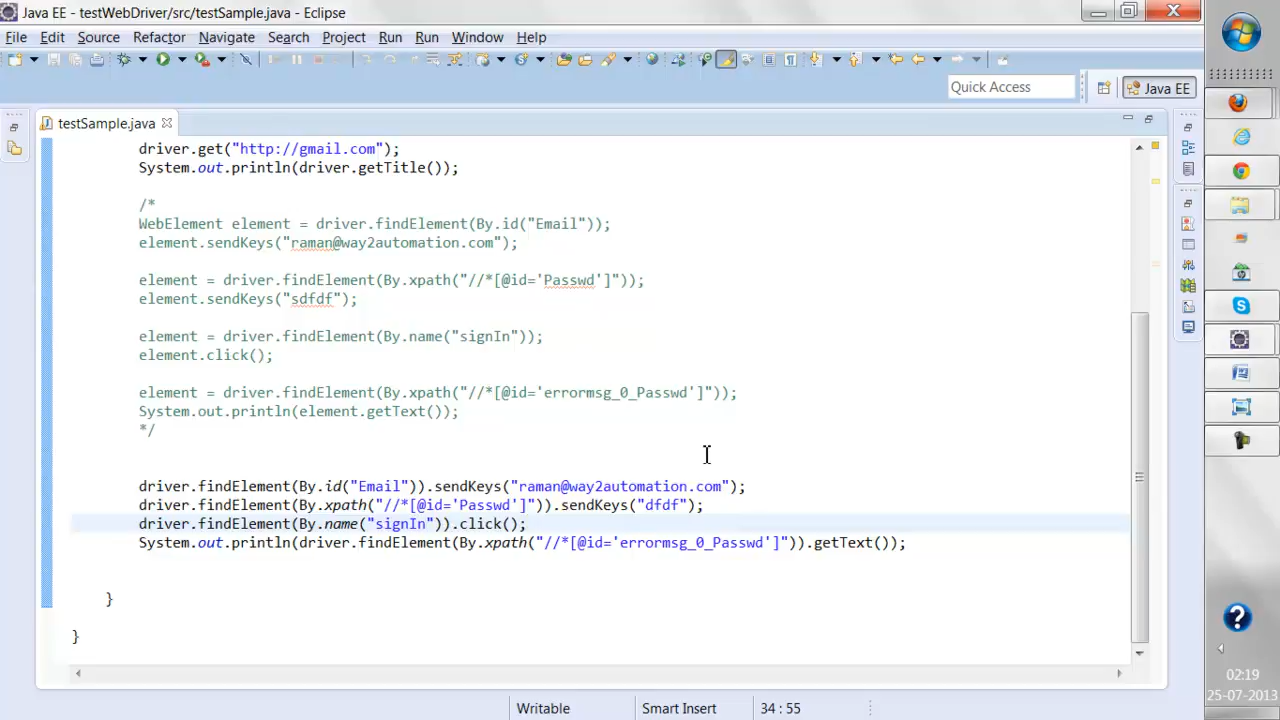 Java EE - testWebDriver/src/testSample.java - Eclipse
File Edit Source Refactor Navigate Search Project Run Run Window Help
Quick Access
Java EE
testSample.java
driver.get("http://gmail.com");
System.out.println(driver.getTitle());
/*
WebElement element = driver.findElement(By.id("Email"));
element.sendKeys("raman@way2automation.com");
element = driver.findElement(By.xpath("//*[@id='Passwd']"));
element.sendKeys("sdfdf");
element = driver.findElement(By.name("signIn"));
element.click();
element = driver.findElement(By.xpath("//*[@id='errormsg_0_Passwd']"));
System.out.println(element.getText());
*/
driver.findElement(By.id("Email")).sendKeys("raman@way2automation.com");
driver.findElement(By.xpath("//*[@id='Passwd']")).sendKeys("dfdf");
driver.findElement(By.name("signIn")).click();
System.out.println(driver.findElement(By.xpath("//*[@id='errormsg_0_Passwd']")).getText());
}
}
Writable Smart Insert 34 : 55
02:19
25-07-2013